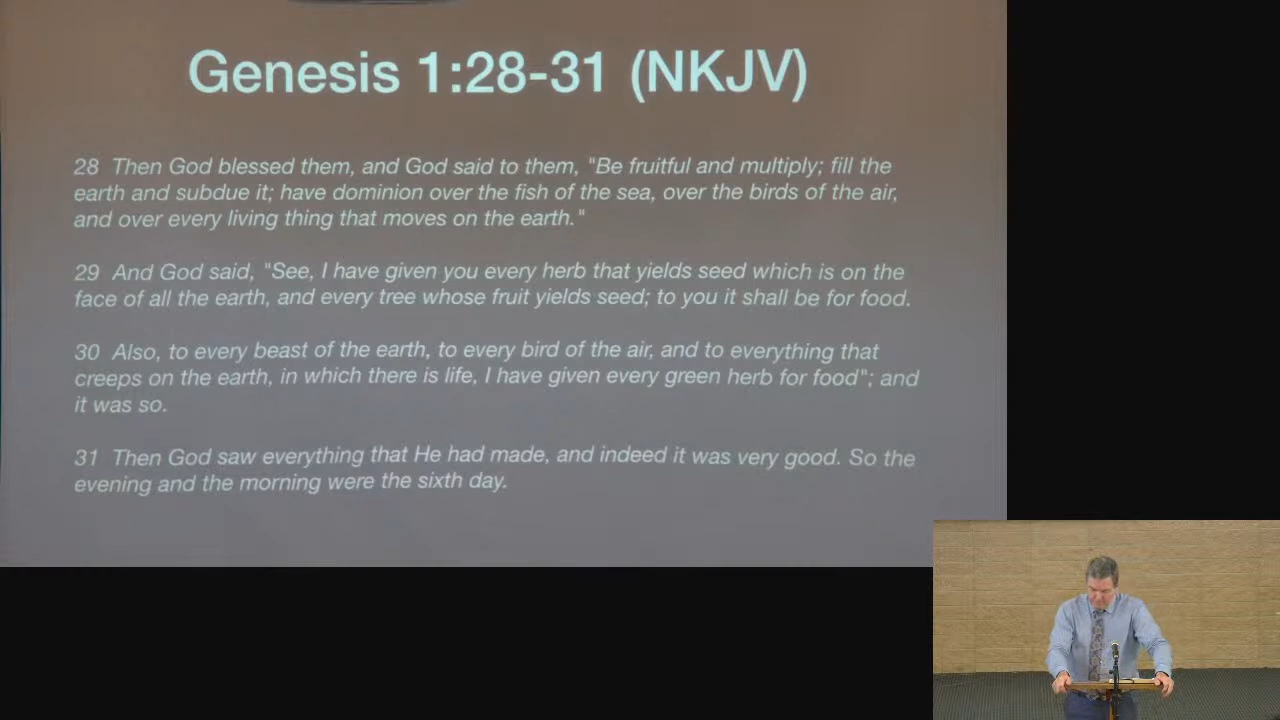 Genesis 1:28-31 (NKJV)
28 Then God blessed them, and God said to them, "Be fruitful and multiply; fill the
earth and subdue it; have dominion over the fish of the sea, over the birds of the air,
and over every living thing that moves on the earth."
29 And God said, "See, I have given you every herb that yields seed which is on the
face of all the earth, and every tree whose fruit yields seed; to you it shall be for food.
30 Also, to every beast of the earth, to every bird of the air, and to everything that
creeps on the earth, in which there is life, I have given every green herb for food"; and
it was so.
31 Then God saw everything that He had made, and indeed it was very good. So the
evening and the morning were the sixth day.